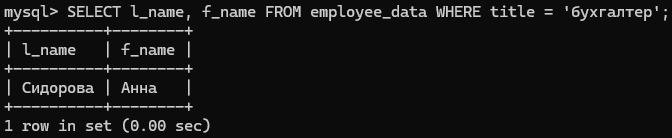 mysql> SELECT l_name, f_name FROM employee_data WHERE title = 'бухгалтер';
+----------+--------+
| l_name   | f_name |
+----------+--------+
| Сидорова | Анна   |
+----------+--------+
1 row in set (0.00 sec)